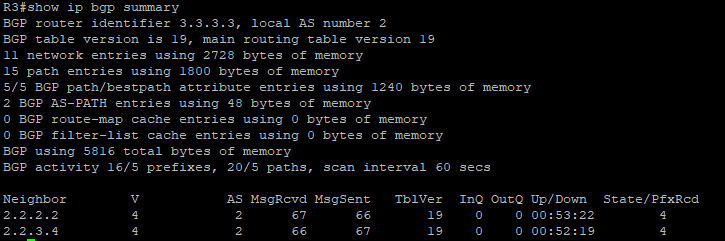 R3#show ip bgp summary
BGP router identifier 3.3.3.3, local AS number 2
BGP table version is 19, main routing table version 19
11 network entries using 2728 bytes of memory
15 path entries using 1800 bytes of memory
5/5 BGP path/bestpath attribute entries using 1240 bytes of memory
2 BGP AS-PATH entries using 48 bytes of memory
0 BGP route-map cache entries using 0 bytes of memory
0 BGP filter-list cache entries using 0 bytes of memory
BGP using 5816 total bytes of memory
BGP activity 16/5 prefixes, 20/5 paths, scan interval 60 secs
Neighbor V AS MsgRcvd MsgSent TblVer InQ OutQ Up/Down State/PfxRcd
2.2.2.2 4 2 67 66 19 0 0 00:53:22 4
2.2.3.4 4 2 66 67 19 0 0 00:52:19 4